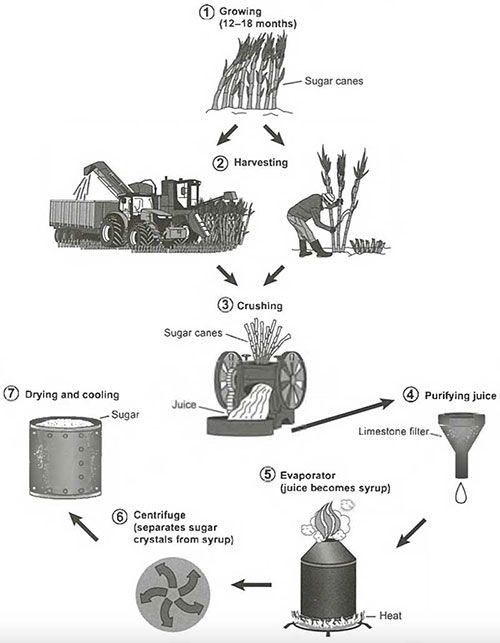 1 Growing
(12–18 months)
Sugar canes
2 Harvesting
3 Crushing
Sugar canes
Juice
4 Purifying juice
Limestone filter
5 Evaporator
(juice becomes syrup)
Heat
6 Centrifuge
(separates sugar
crystals from syrup)
7 Drying and cooling
Sugar